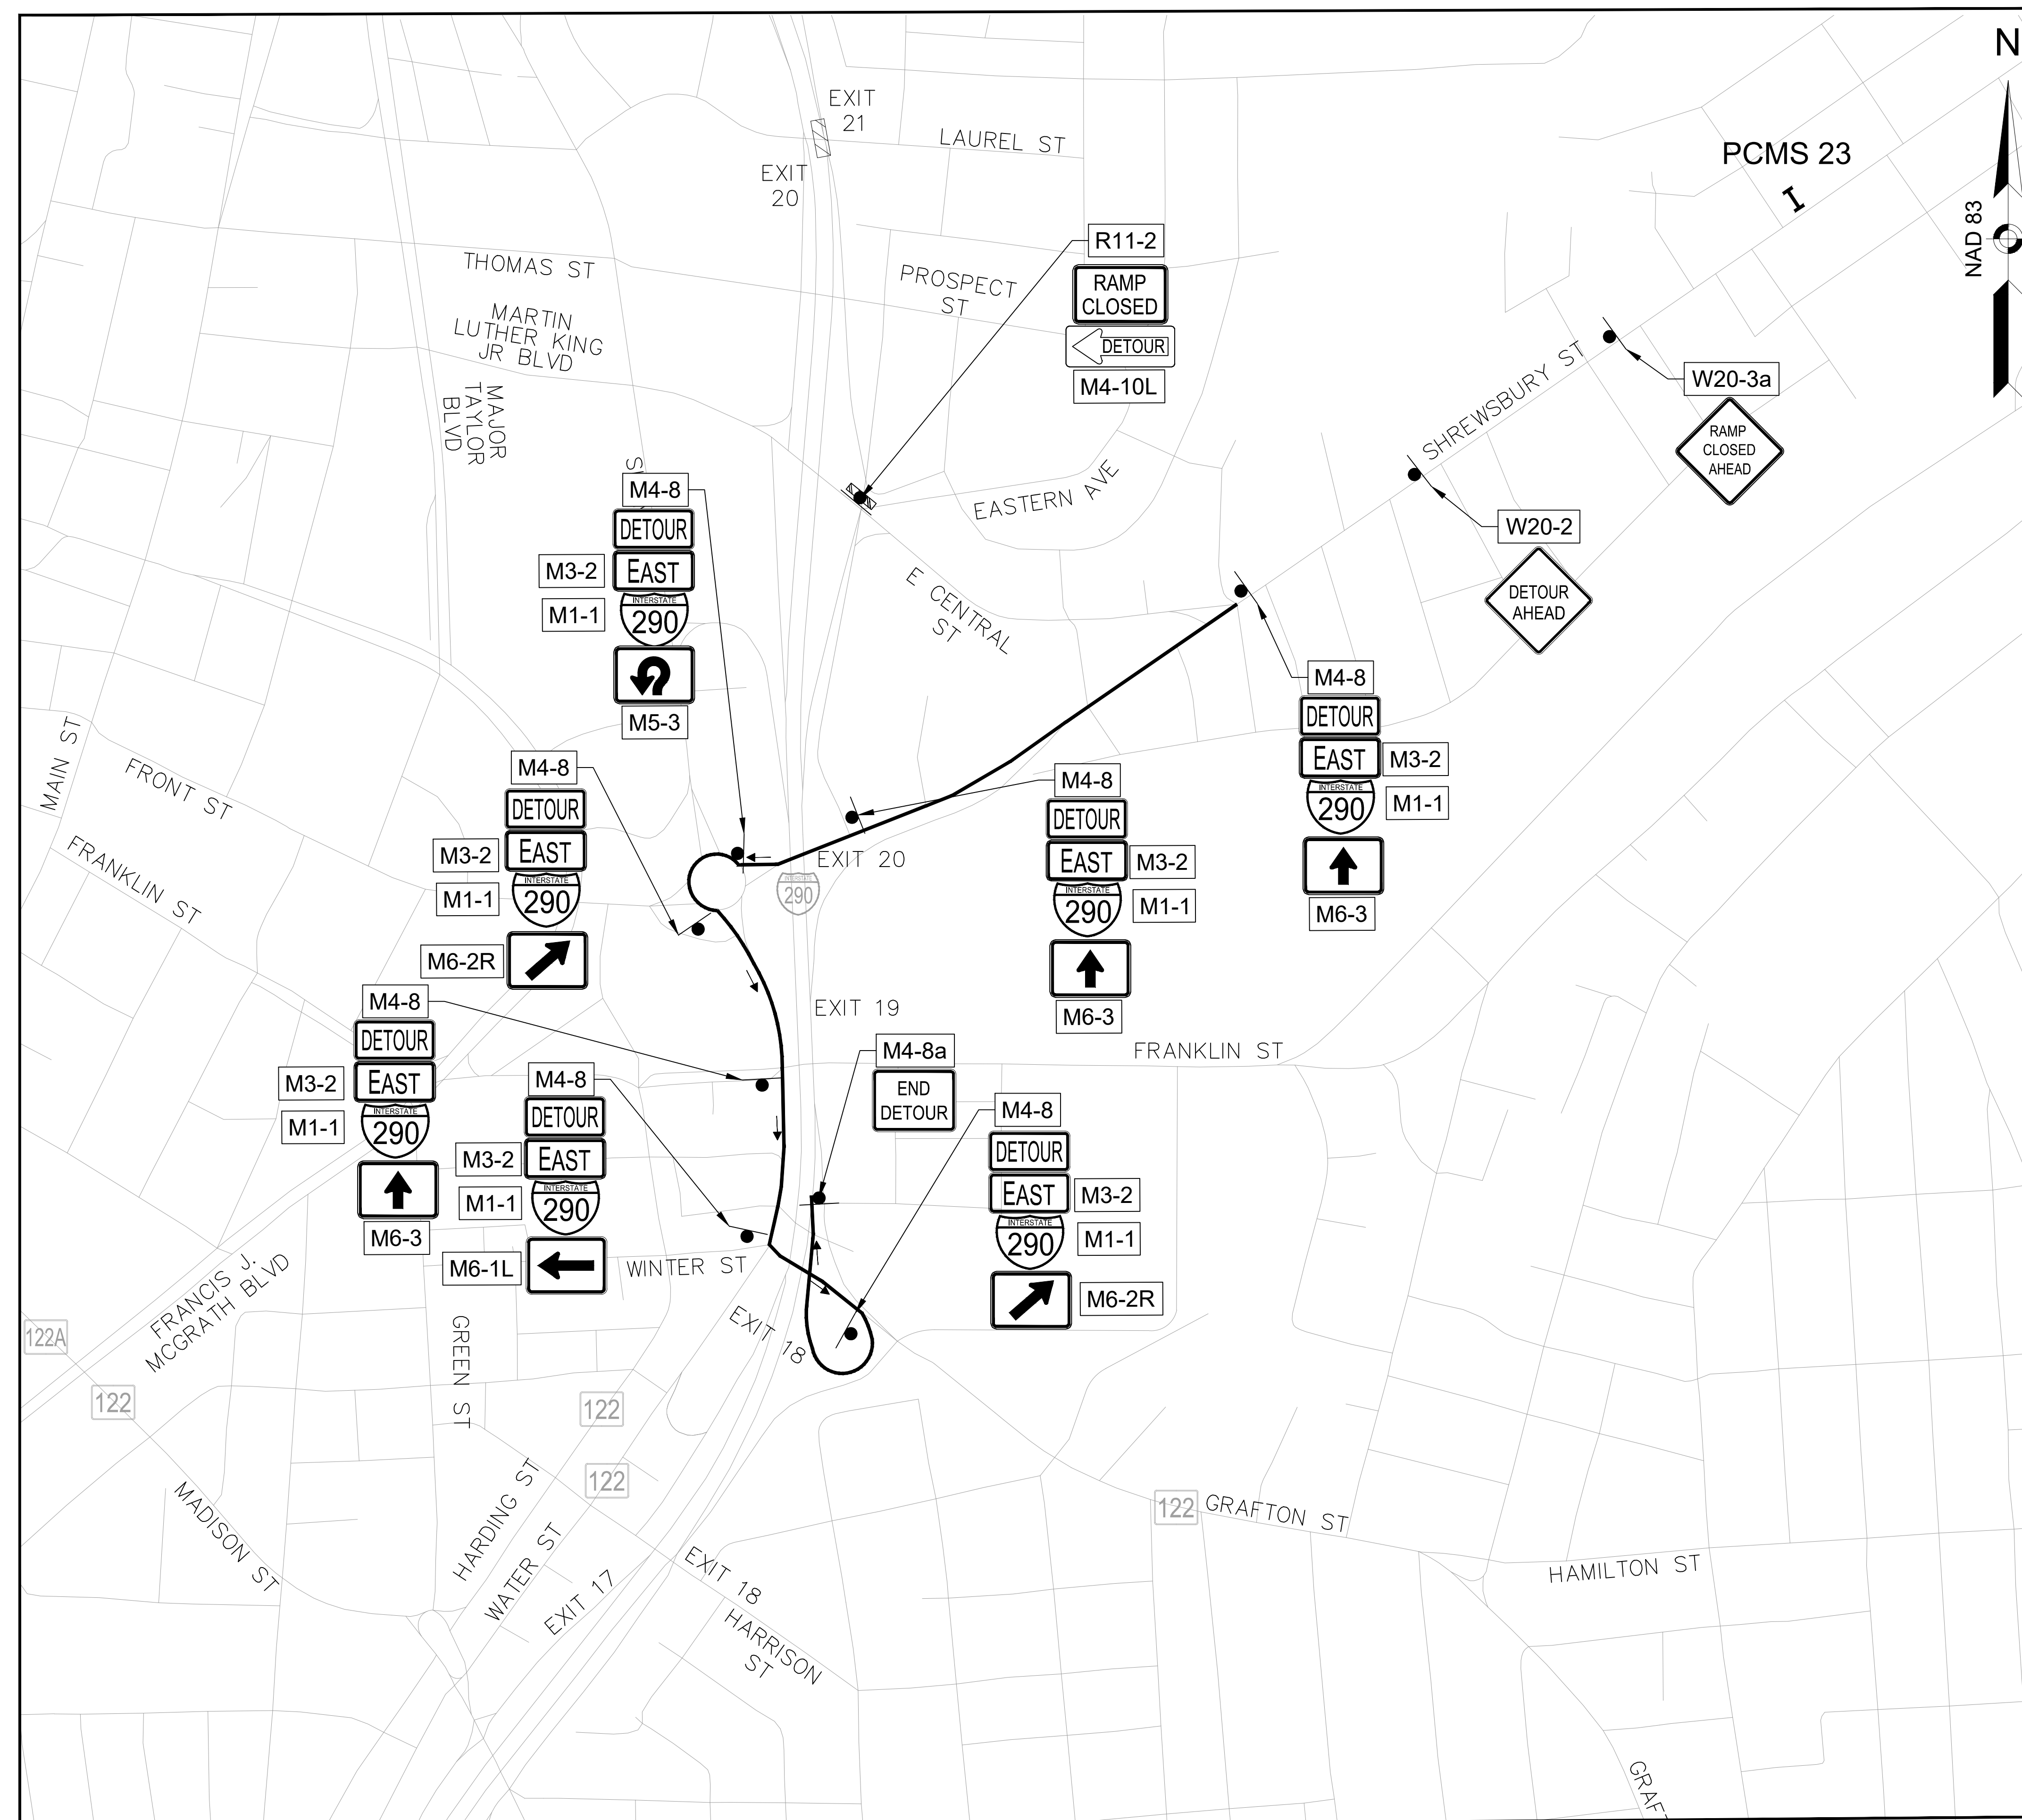 N
EXIT
21
LAUREL ST
PCMS 23
EXIT
20
NAD 83
R11-2
THOMAS ST
PROSPECT
ST
RAMP
CLOSED
DETOUR
M4-10L
MARTIN
LUTHER KING
JR BLVD
MAJOR
TAYLOR
BLVD
SHREWSBURY ST
W20-3a
RAMP
CLOSED
AHEAD
EASTERN AVE
W20-2
DETOUR
AHEAD
M4-8
DETOUR
M3-2
EAST
M1-1
INTERSTATE
290
M5-3
E CENTRAL
ST
M4-8
DETOUR
EAST
M3-2
INTERSTATE
290
M1-1
M6-3
MAIN ST
FRONT ST
FRANKLIN ST
M4-8
DETOUR
M3-2
EAST
M1-1
INTERSTATE
290
M6-2R
EXIT 20
INTERSTATE
290
M4-8
DETOUR
EAST
M3-2
INTERSTATE
290
M1-1
M6-3
EXIT 19
FRANKLIN ST
M4-8
DETOUR
M3-2
EAST
M1-1
INTERSTATE
290
M6-3
M4-8
DETOUR
M3-2
EAST
M1-1
INTERSTATE
290
M6-1L
M4-8a
END
DETOUR
M4-8
DETOUR
EAST
M3-2
INTERSTATE
290
M1-1
M6-2R
WINTER ST
FRANCIS J.
MCGRATH BLVD
EXIT 18
122A
122
GREEN ST
122
122
MADISON ST
HARDING ST
WATER ST
EXIT 17
EXIT 18
HARRISON
ST
122
GRAFTON ST
HAMILTON ST